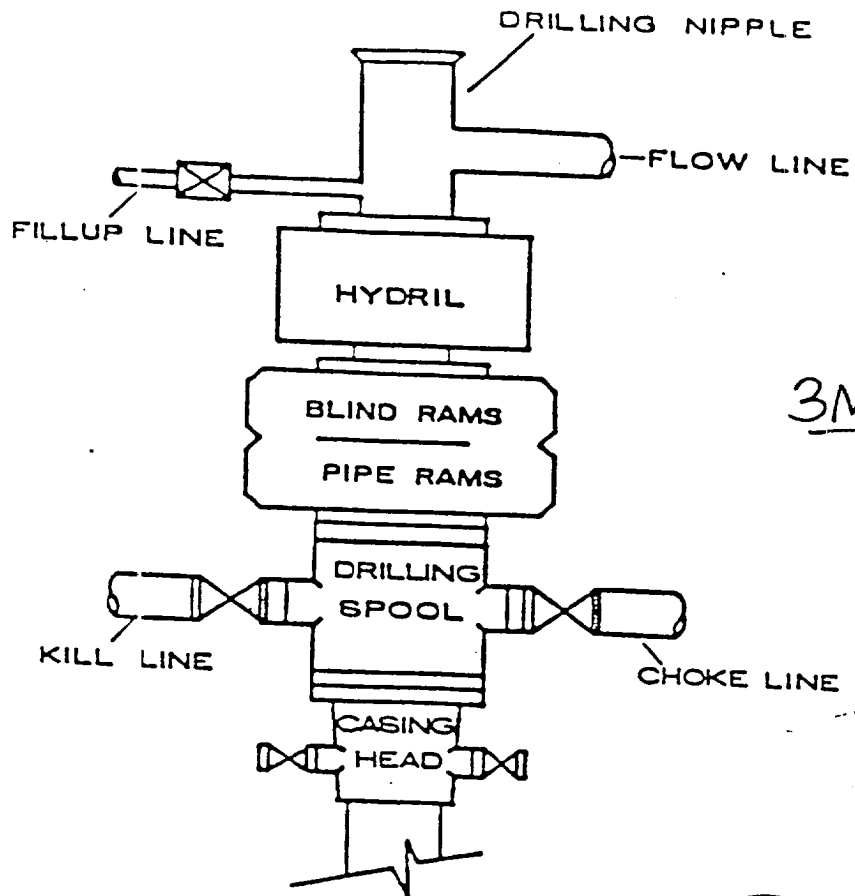 DRILLING NIPPLE
FLOW LINE
FILLUP LINE
HYDRIL
BLIND RAMS
PIPE RAMS
DRILLING
SPOOL
KILL LINE
CHOKE LINE
CASING
HEAD